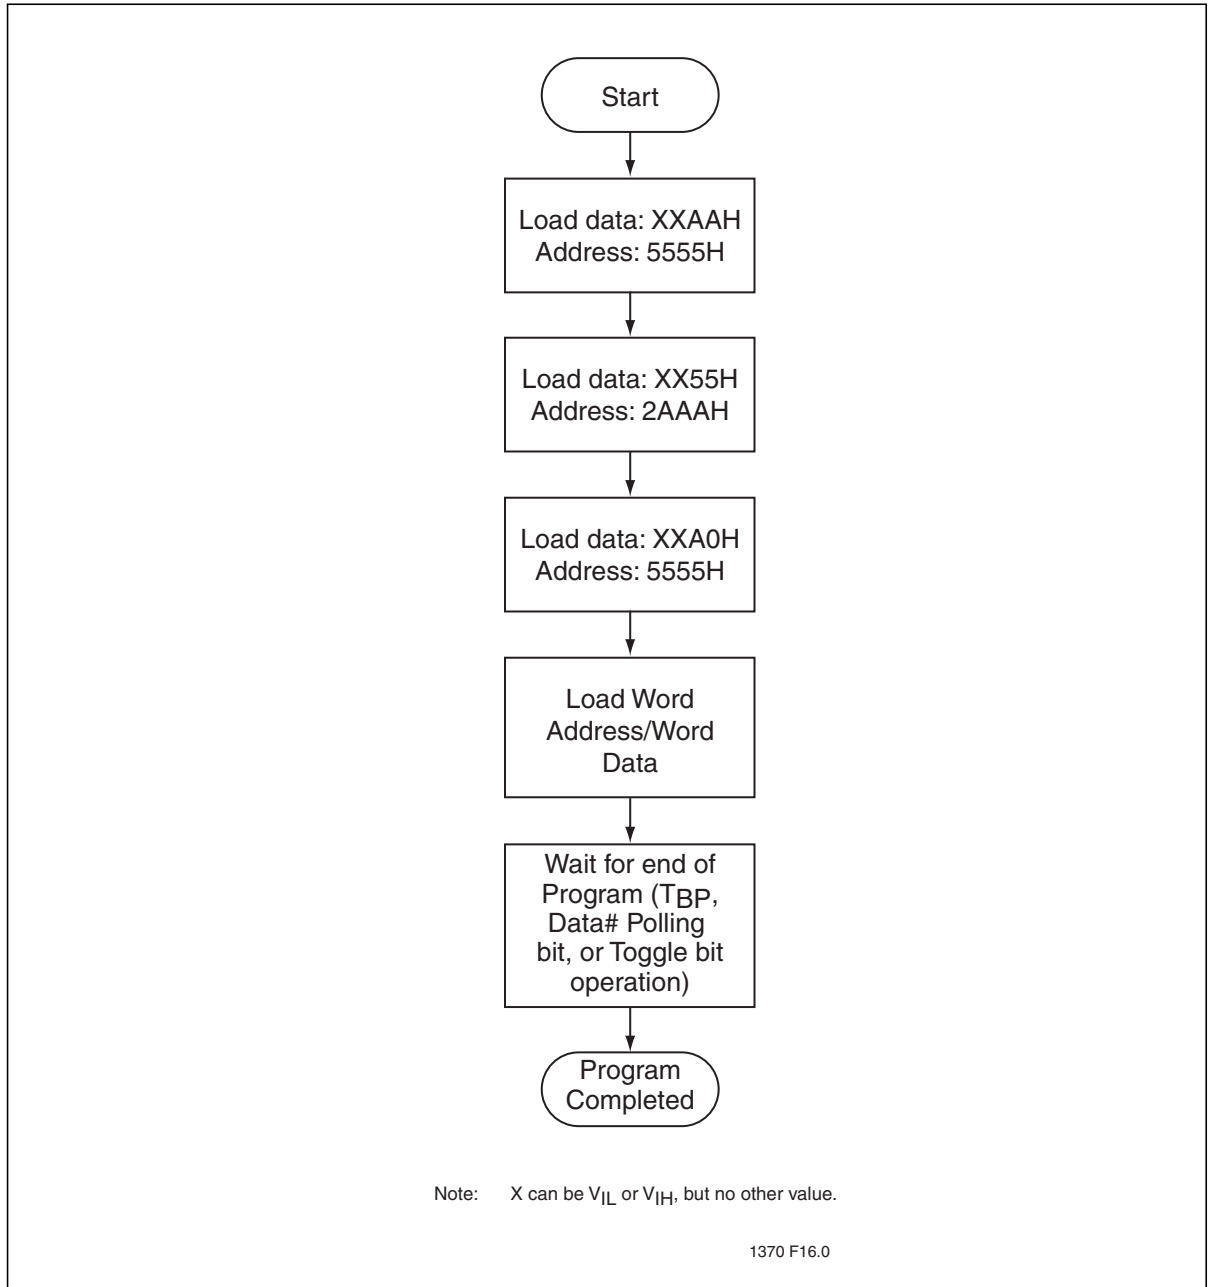 Start
Load data: XXAAH
Address: 5555H
Load data: XX55H
Address: 2AAAH
Load data: XXA0H
Address: 5555H
Load Word
Address/Word
Data
Wait for end of
Program (TBP,
Data# Polling
bit, or Toggle bit
operation)
Program
Completed
Note: X can be VIL or VIH, but no other value.
1370 F16.0